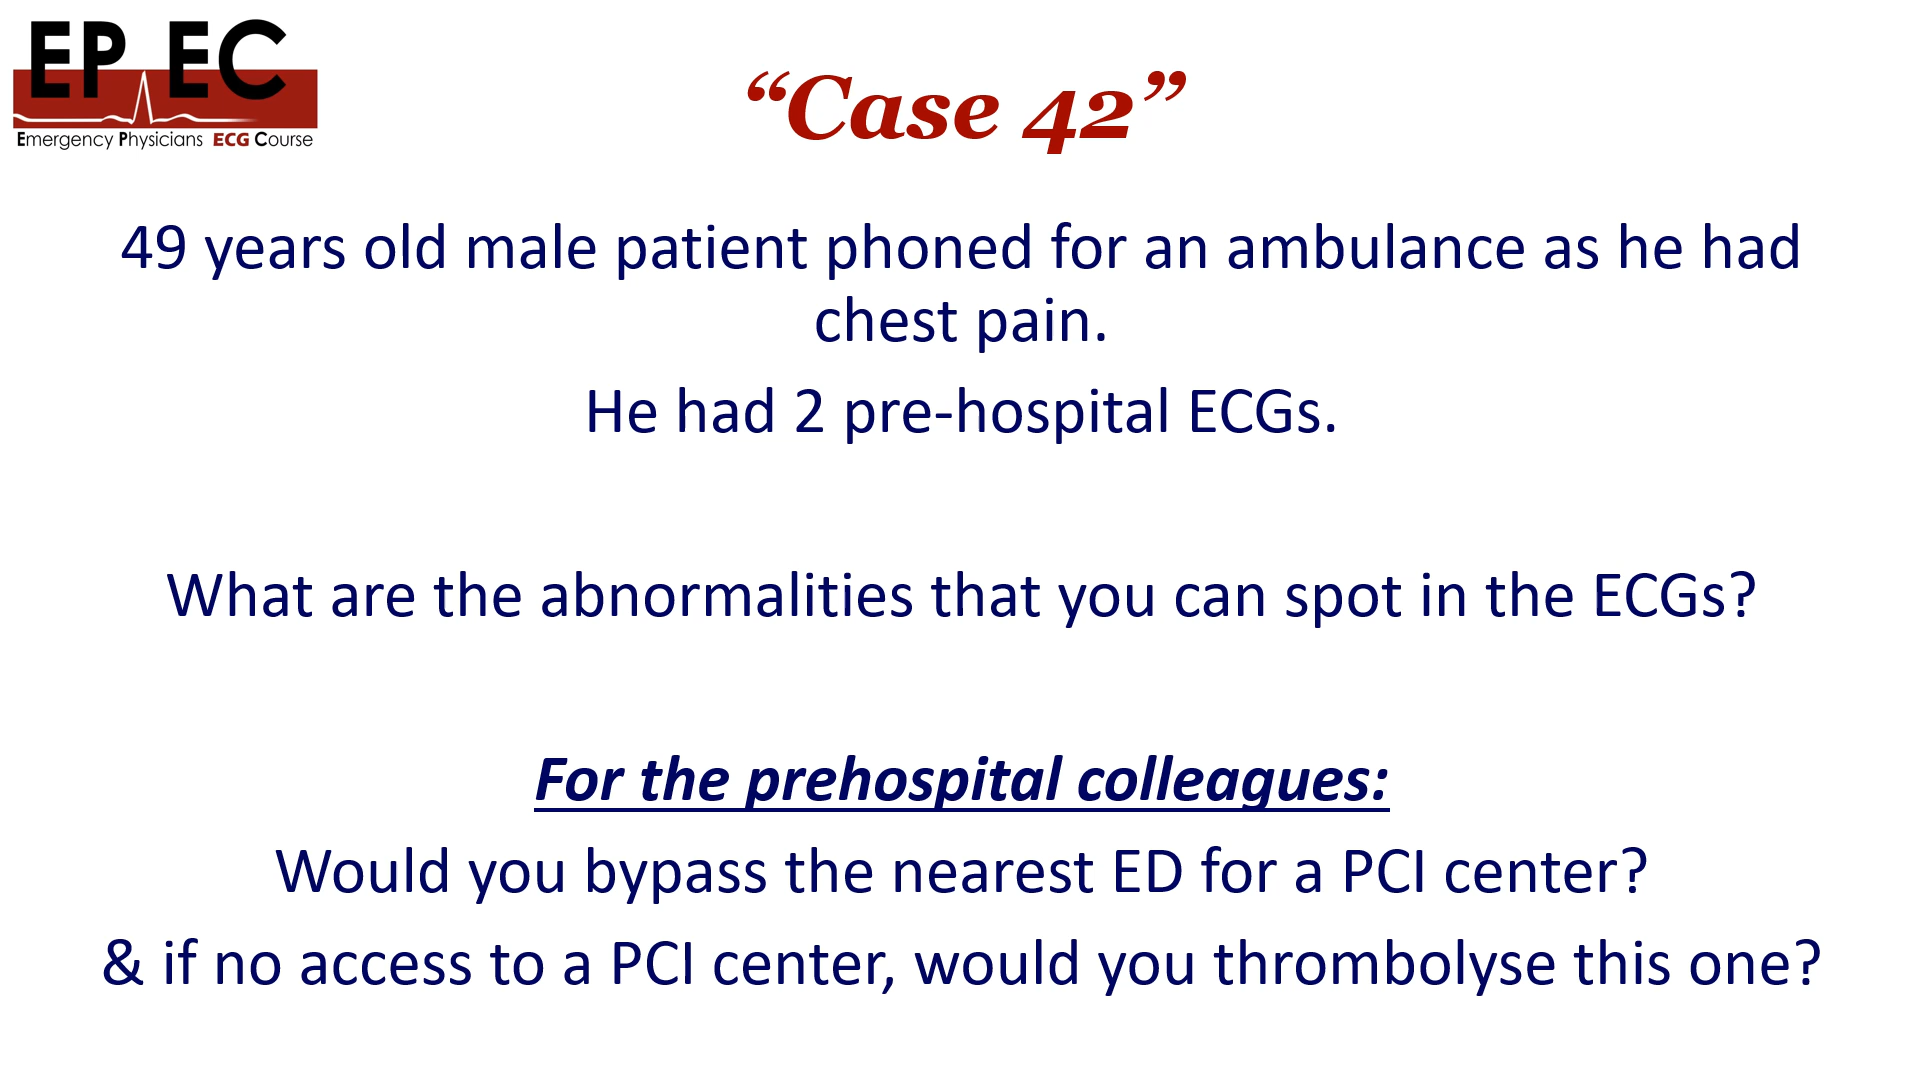 EP EC
Emergency Physicians ECG Course
“Case 42”
49 years old male patient phoned for an ambulance as he had
chest pain.
He had 2 pre-hospital ECGs.
What are the abnormalities that you can spot in the ECGs?
For the prehospital colleagues:
Would you bypass the nearest ED for a PCI center?
& if no access to a PCI center, would you thrombolyse this one?